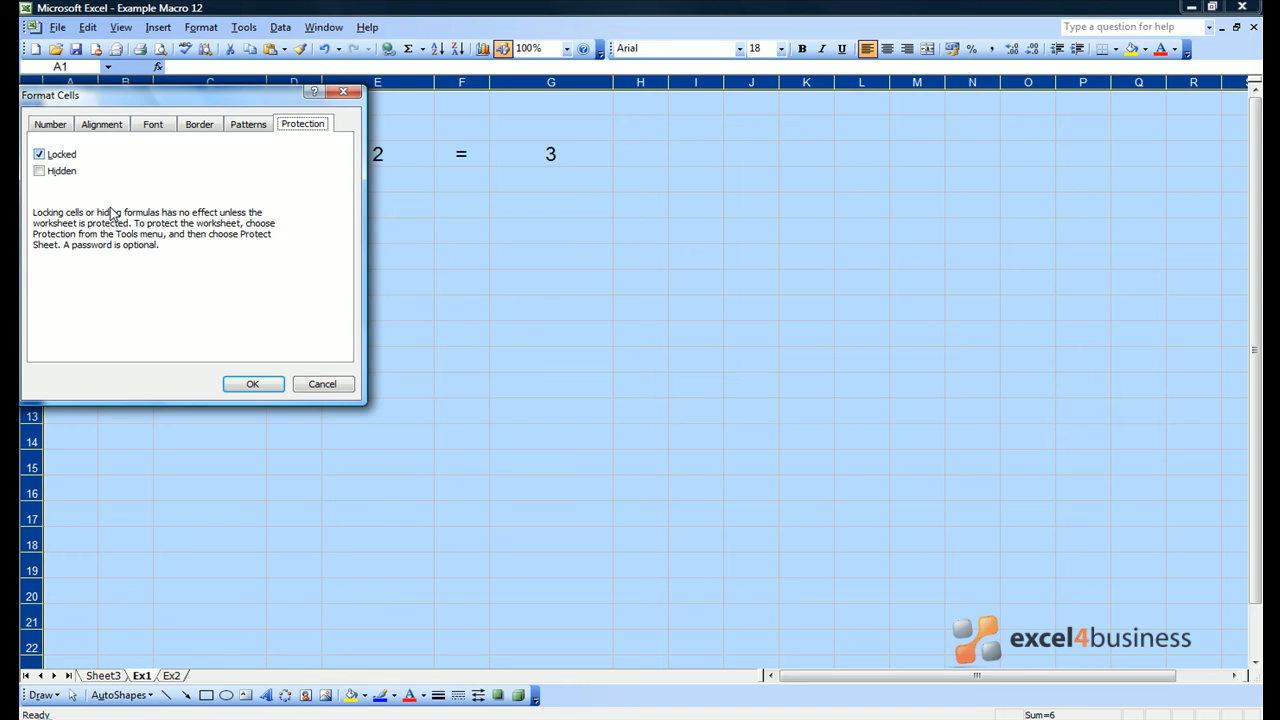 Microsoft Excel - Example Macro 12
File Edit View Insert Format Tools Data Window Help Type a question for help
100% Arial 18 B I U
A1 fx
A B C D E F G H I J K L M N O P Q R
Format Cells
Number Alignment Font Border Patterns Protection
Locked
Hidden
2 = 3
Locking cells or hiding formulas has no effect unless the
worksheet is protected. To protect the worksheet, choose
Protection from the Tools menu, and then choose Protect
Sheet. A password is optional.
OK Cancel
13
14
15
16
17
18
19
20
21
22
excel4business
Sheet3 Ex1 Ex2
Draw AutoShapes
Ready Sum=6